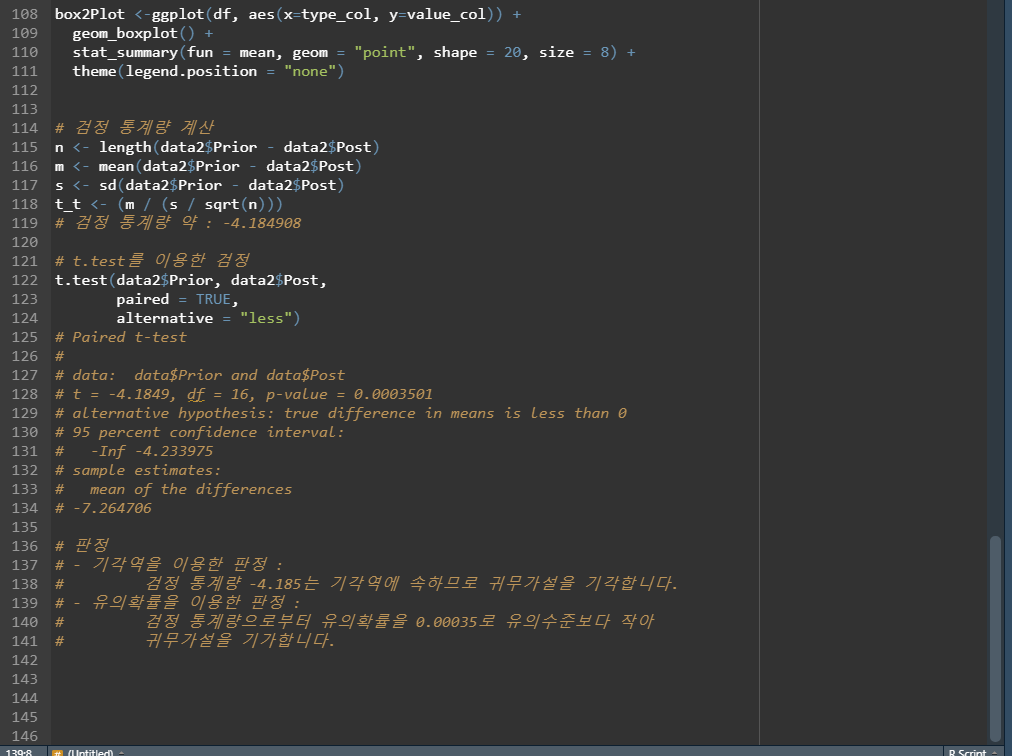 108 box2Plot <-ggplot(df, aes(x=type_col, y=value_col)) +
109   geom_boxplot() +
110   stat_summary(fun = mean, geom = "point", shape = 20, size = 8) +
111   theme(legend.position = "none")
112
113
114 # 검정 통계량 계산
115 n <- length(data2$Prior - data2$Post)
116 m <- mean(data2$Prior - data2$Post)
117 s <- sd(data2$Prior - data2$Post)
118 t_t <- (m / (s / sqrt(n)))
119 # 검정 통계량 약 : -4.184908
120
121 # t.test를 이용한 검정
122 t.test(data2$Prior, data2$Post,
123        paired = TRUE,
124        alternative = "less")
125 # Paired t-test
126 #
127 # data:  data$Prior and data$Post
128 # t = -4.1849, df = 16, p-value = 0.0003501
129 # alternative hypothesis: true difference in means is less than 0
130 # 95 percent confidence interval:
131 #   -Inf -4.233975
132 # sample estimates:
133 #   mean of the differences
134 # -7.264706
135
136 # 판정
137 # - 기각역을 이용한 판정 :
138 #         검정 통계량 -4.185는 기각역에 속하므로 귀무가설을 기각합니다.
139 # - 유의확률을 이용한 판정 :
140 #         검정 통계량으로부터 유의확률을 0.00035로 유의수준보다 작아
141 #         귀무가설을 기가합니다.
142
143
144
145
146
139:8 # (Untitled) R Script